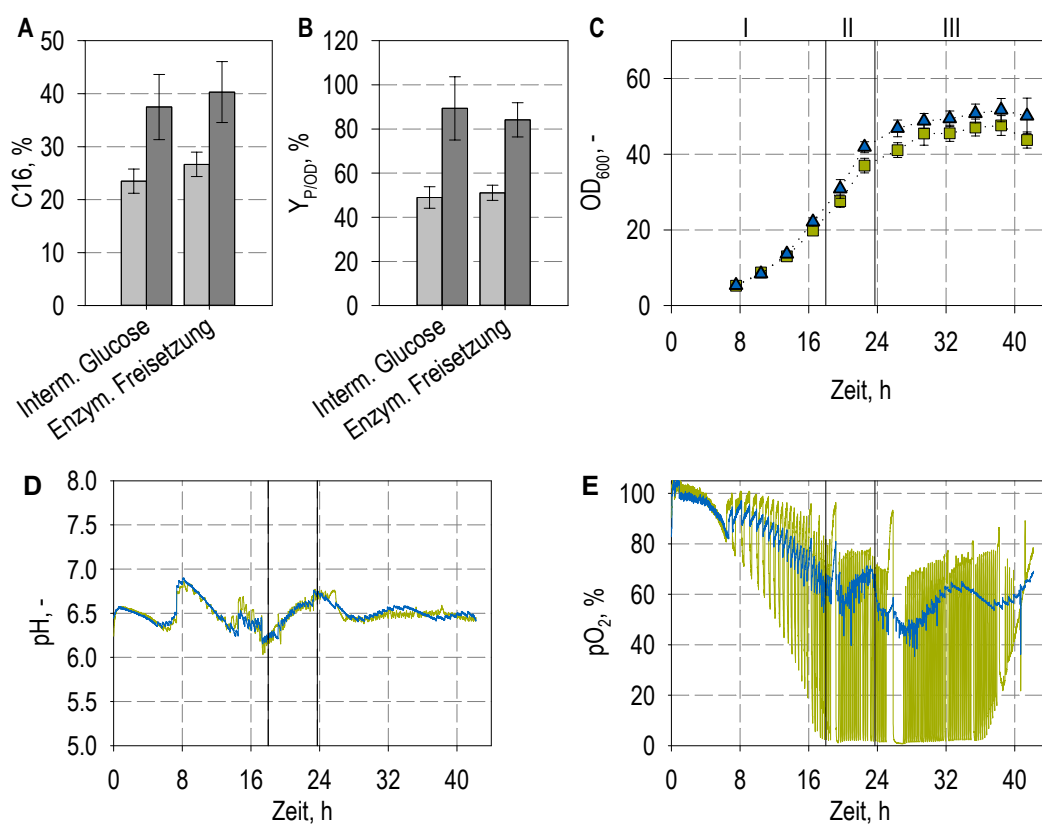 A
C16, %
50
40
30
20
10
0
Interm. Glucose
Enzym. Freisetzung
B
Y_P/OD, %
120
100
80
60
40
20
0
Interm. Glucose
Enzym. Freisetzung
C
I II III
OD600, -
60
40
20
0
0 8 16 24 32 40
Zeit, h
D
pH, -
8.0
7.5
7.0
6.5
6.0
5.5
5.0
0 8 16 24 32 40
Zeit, h
E
pO2, %
100
80
60
40
20
0
0 8 16 24 32 40
Zeit, h